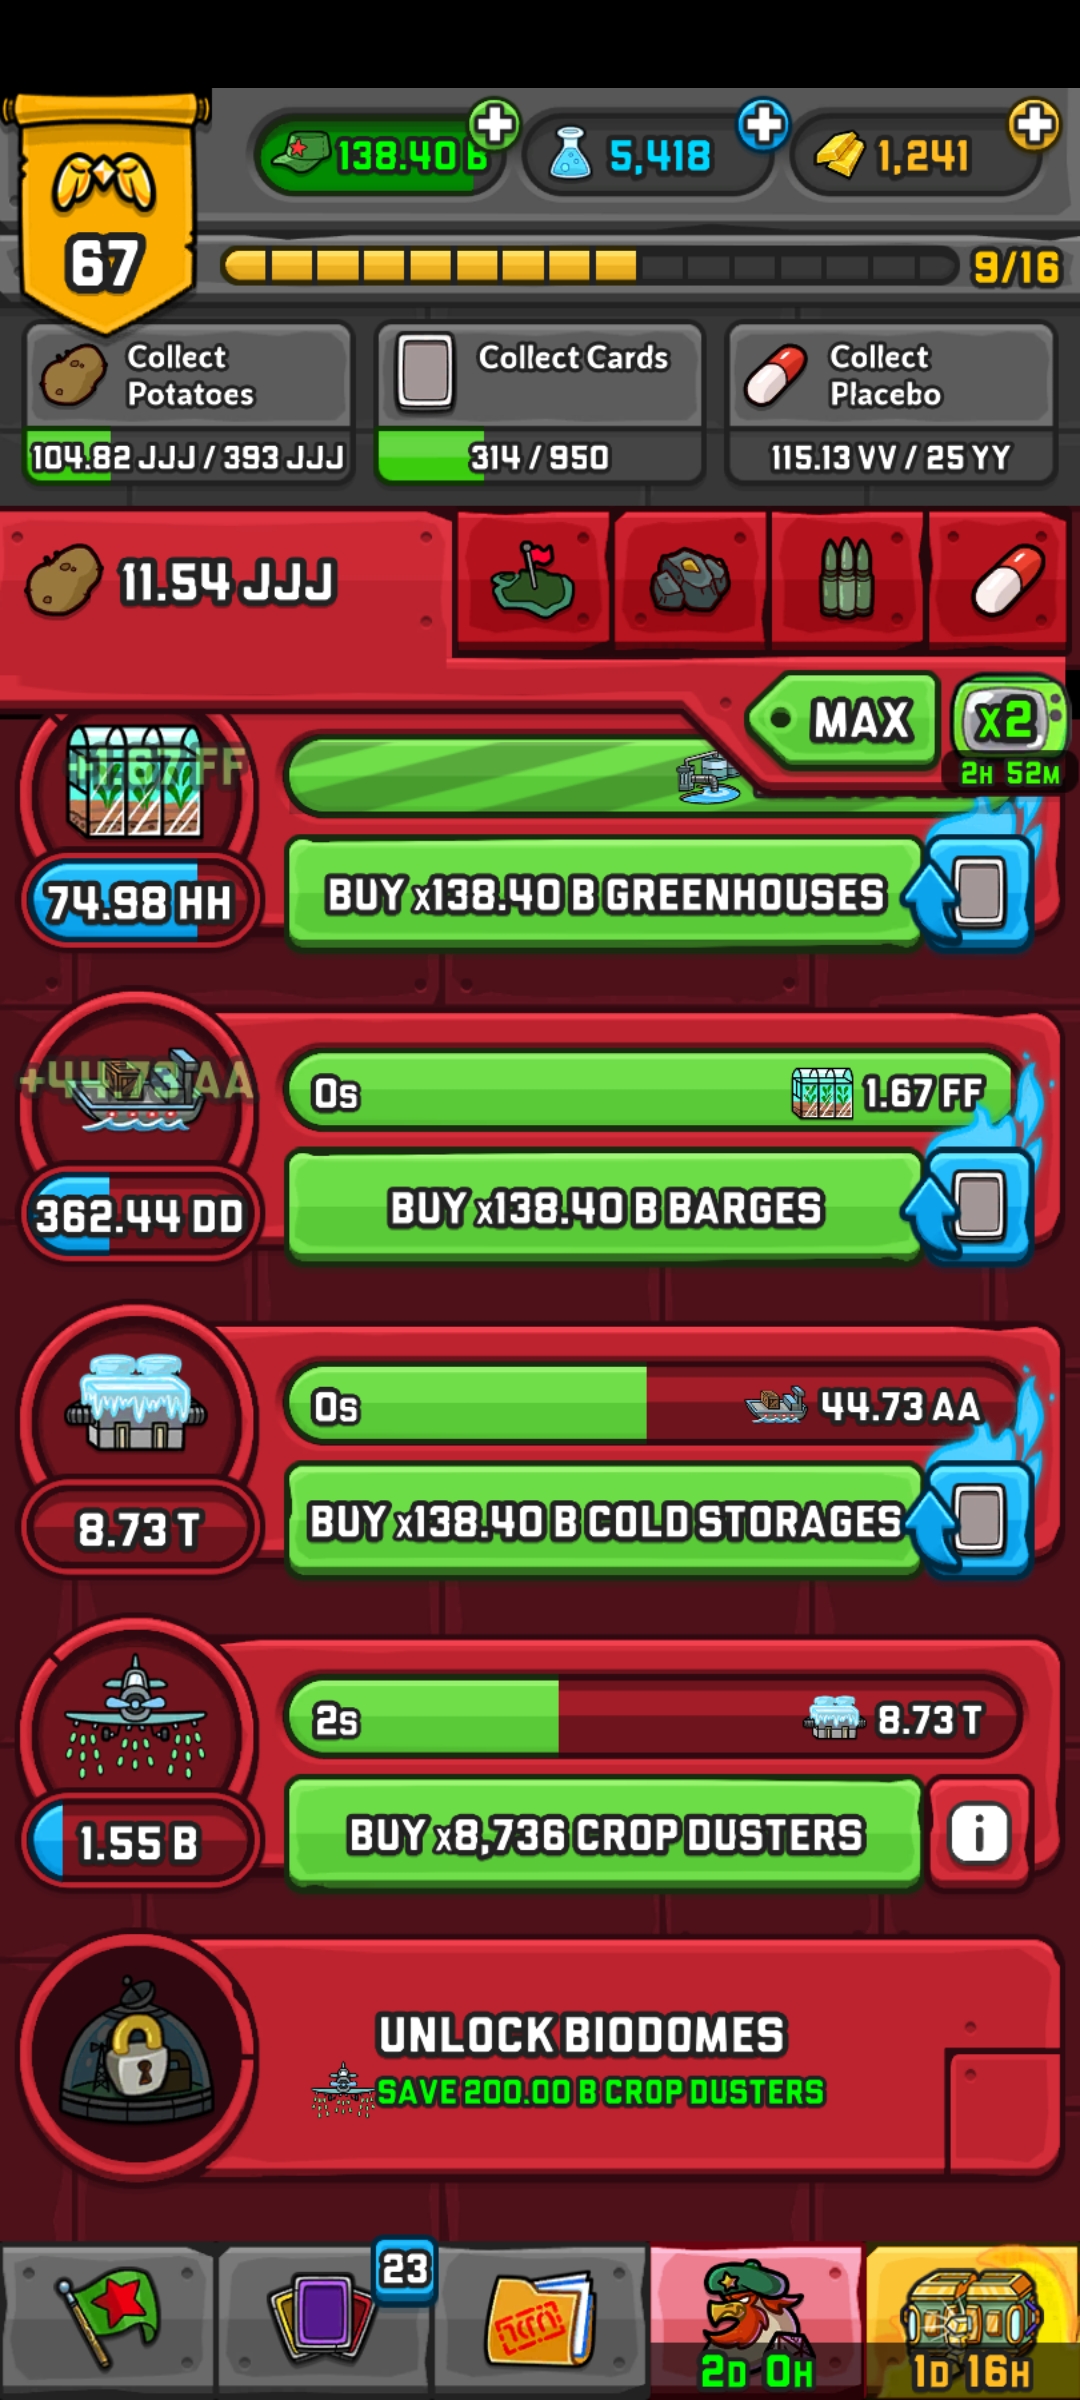 138.40 B
5,418
1,241
67
9/16
Collect
Potatoes
104.82 JJJ / 393 JJJ
Collect Cards
314 / 950
Collect
Placebo
115.13 VV / 25 YY
11.54 JJJ
MAX
x2
2H 52M
+1.67 FF
74.98 HH
BUY x138.40 B GREENHOUSES
+44.73 AA
0s
1.67 FF
362.44 DD
BUY x138.40 B BARGES
0s
44.73 AA
8.73 T
BUY x138.40 B COLD STORAGES
2s
8.73 T
1.55 B
BUY x8,736 CROP DUSTERS
i
UNLOCK BIODOMES
SAVE 200.00 B CROP DUSTERS
23
2D 0H
1D 16H